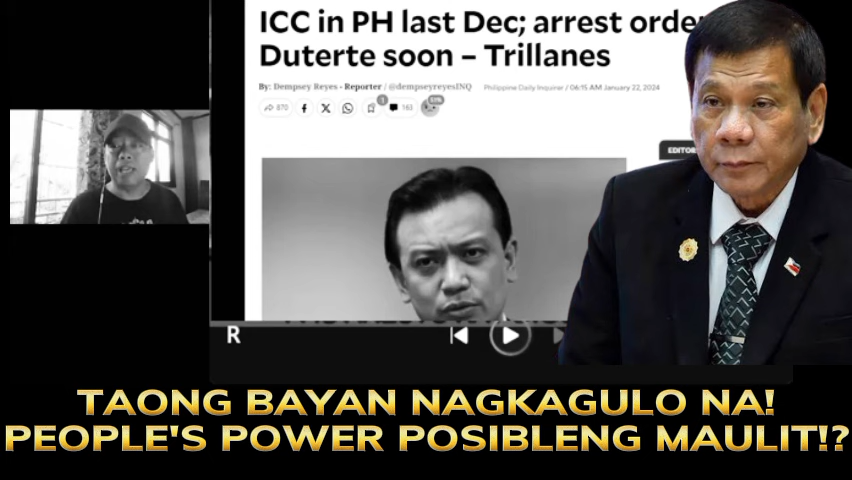 ICC in PH last Dec; arrest order
Duterte soon – Trillanes
By: Dempsey Reyes - Reporter / @dempseyreyesINQ
Philippine Daily Inquirer / 06:15 AM January 22, 2024
870
1
163
EDITOR
R
TAONG BAYAN NAGKAGULO NA!
PEOPLE'S POWER POSIBLENG MAULIT!?